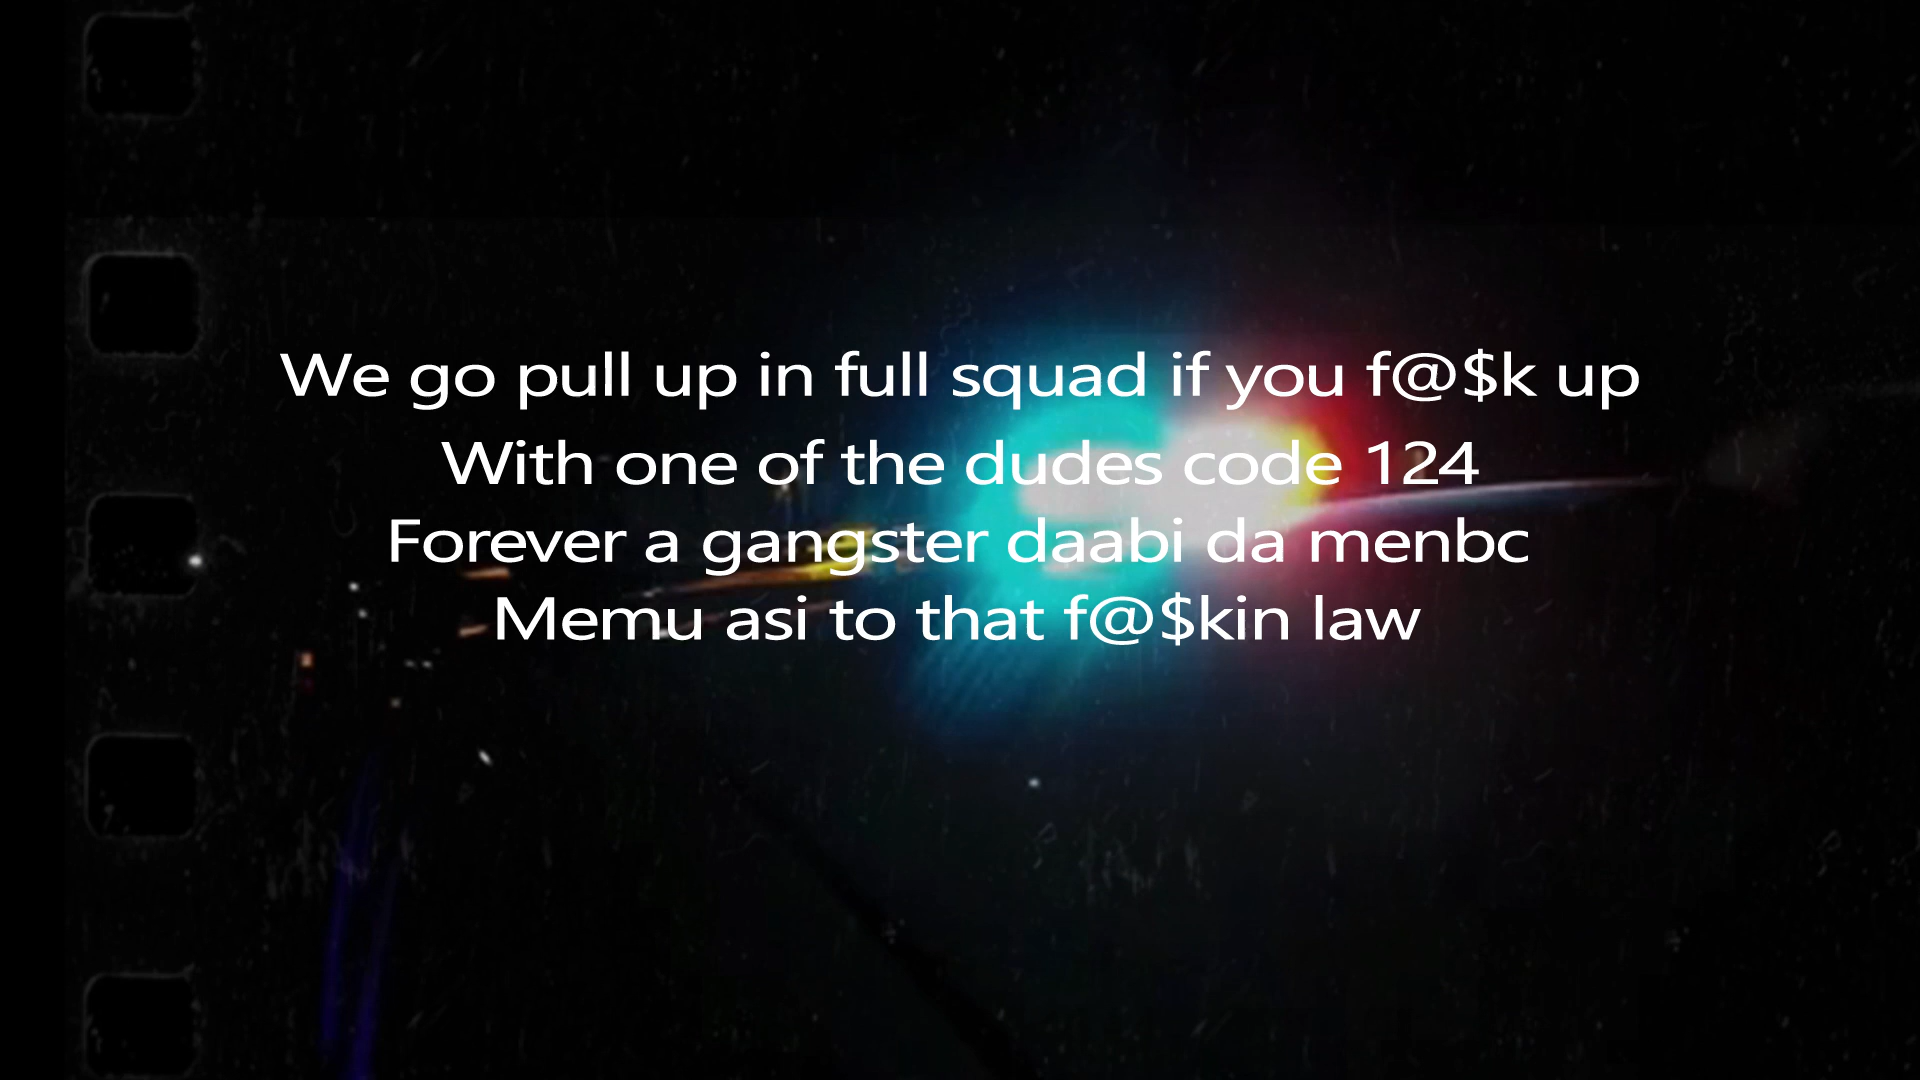 We go pull up in full squad if you f@$k up
With one of the dudes code 124
Forever a gangster daabi da menbc
Memu asi to that f@$kin law